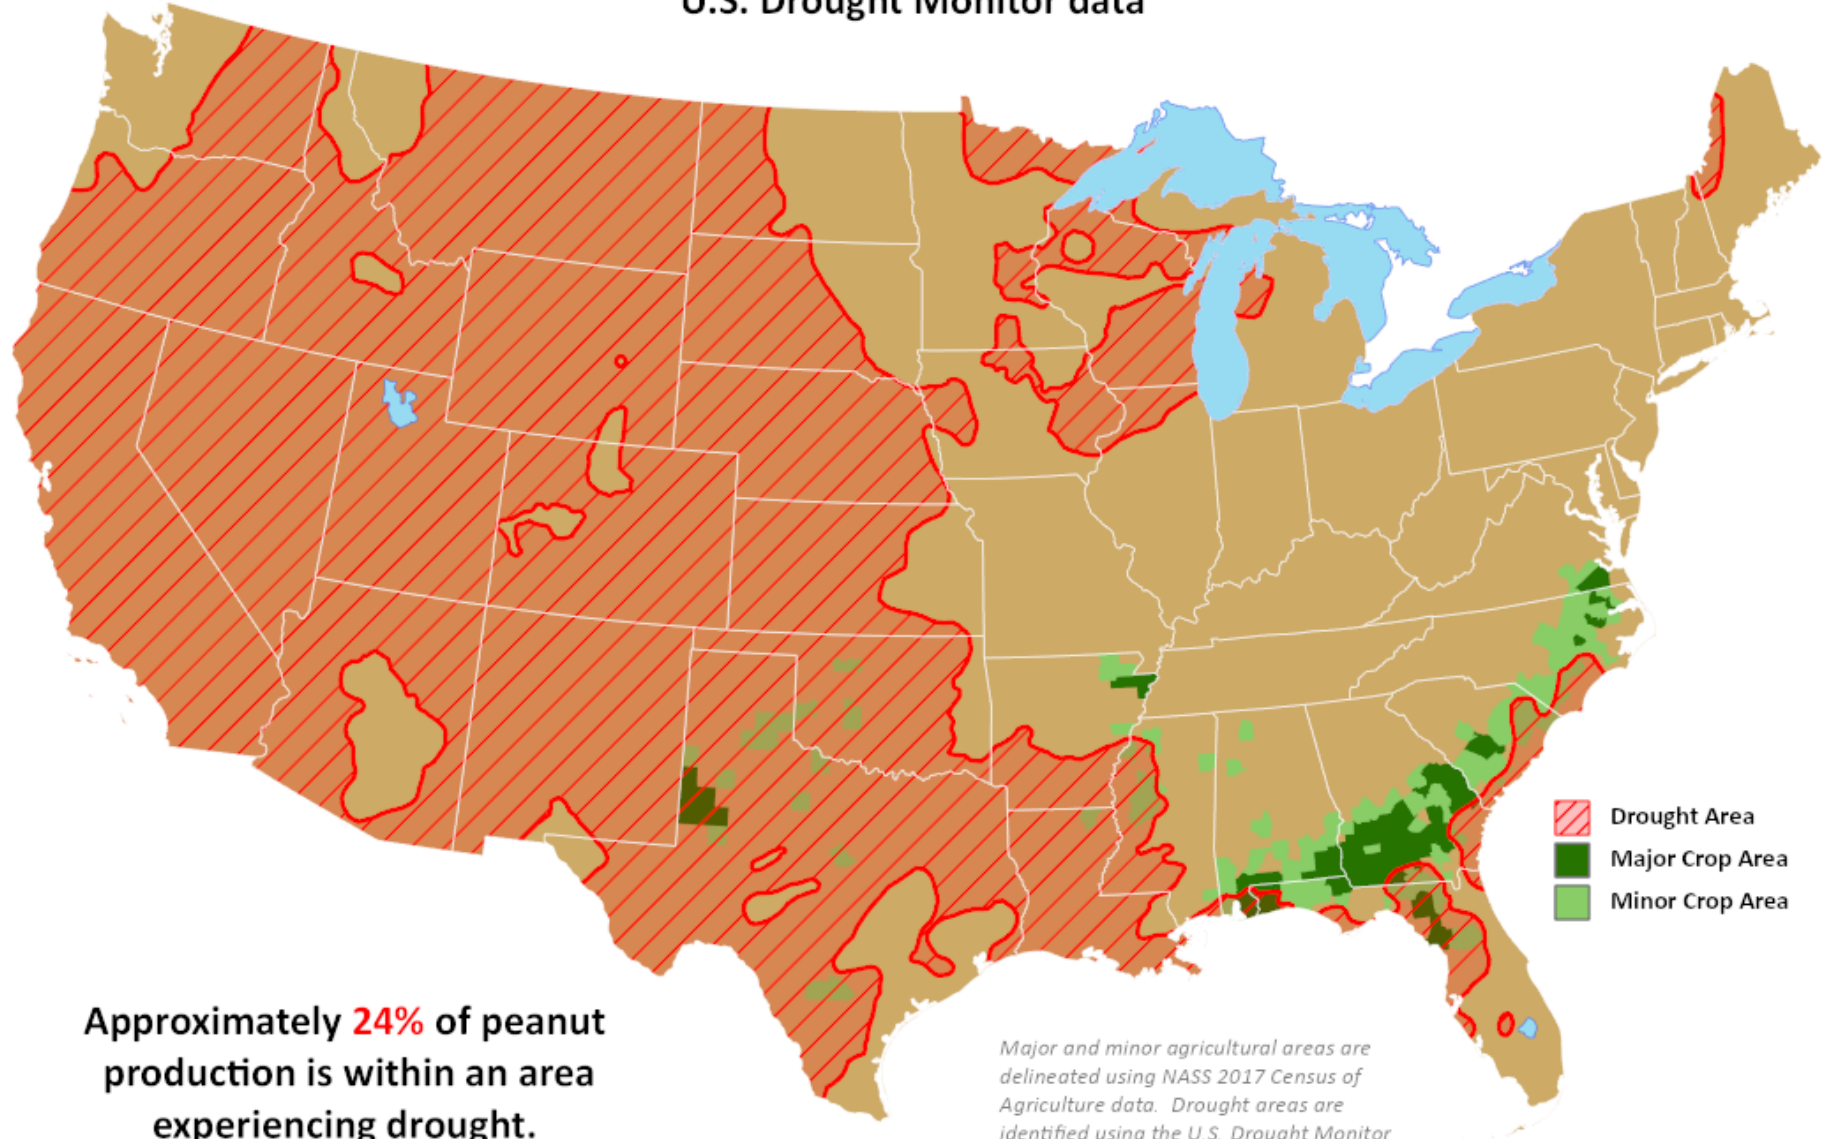 U.S. Drought Monitor data
Drought Area
Major Crop Area
Minor Crop Area
Approximately 24% of peanut
production is within an area
experiencing drought.
Major and minor agricultural areas are
delineated using NASS 2017 Census of
Agriculture data. Drought areas are
identified using the U.S. Drought Monitor